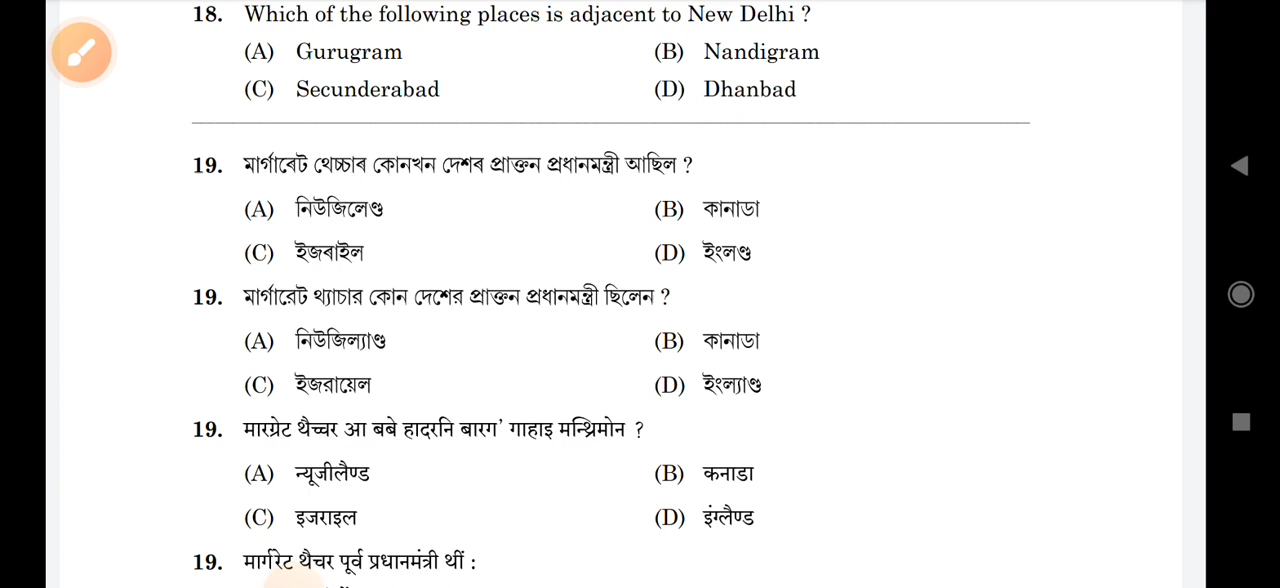 18. Which of the following places is adjacent to New Delhi ?
(A) Gurugram (B) Nandigram
(C) Secunderabad (D) Dhanbad
19. মাৰ্গাৰেট থেচ্চাৰ কোনখন দেশৰ প্ৰাক্তন প্ৰধানমন্ত্ৰী আছিল ?
(A) নিউজিলেণ্ড (B) কানাডা
(C) ইজৰাইল (D) ইংলণ্ড
19. মার্গারেট থ্যাচার কোন দেশের প্রাক্তন প্রধানমন্ত্রী ছিলেন ?
(A) নিউজিল্যাণ্ড (B) কানাডা
(C) ইজরায়েল (D) ইংল্যাণ্ড
19. मारग्रेट थैच्चर आ बबे हादरनि बारग' गाहाइ मन्थ्रिमोन ?
(A) न्यूजीलैण्ड (B) कनाडा
(C) इजराइल (D) इंग्लैण्ड
19. मार्गरेट थैचर पूर्व प्रधानमंत्री थीं :